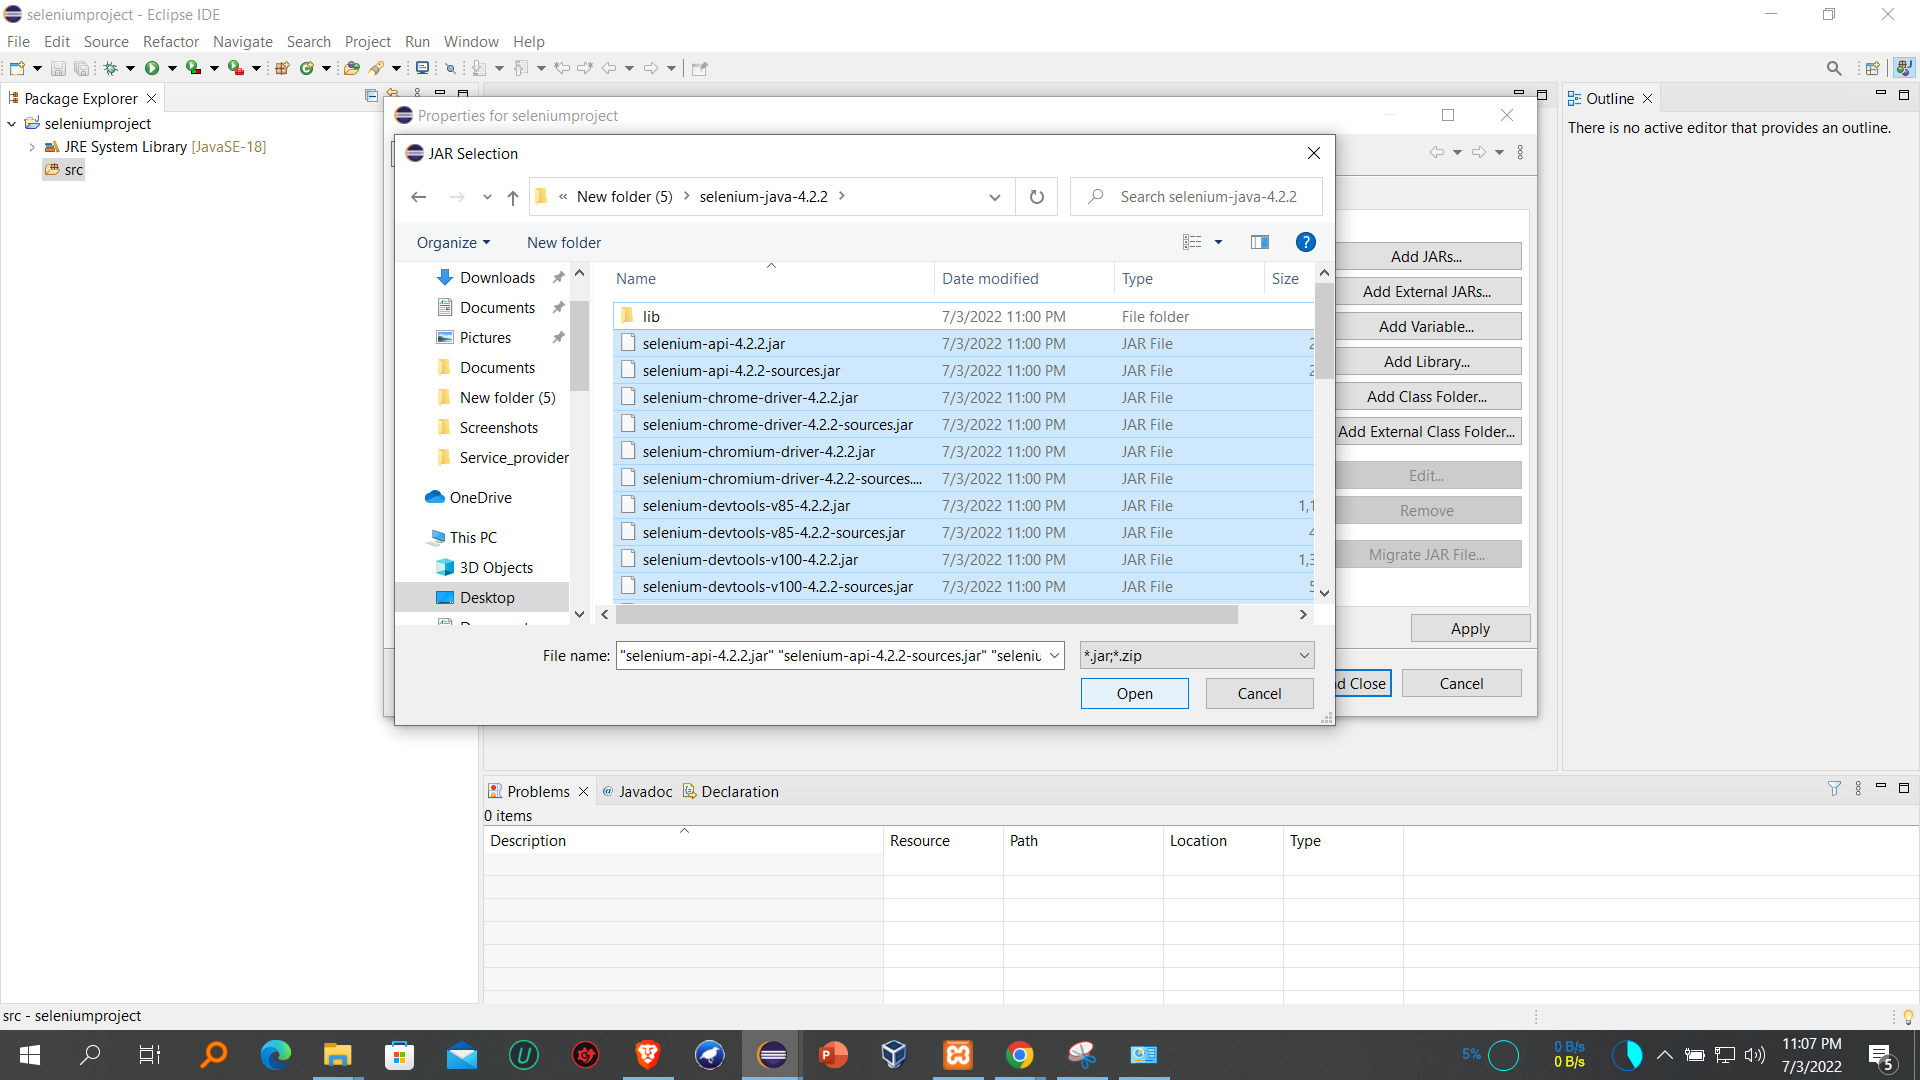 seleniumproject - Eclipse IDE
File Edit Source Refactor Navigate Search Project Run Window Help
Package Explorer
seleniumproject
JRE System Library [JavaSE-18]
src
Properties for seleniumproject
JAR Selection
« New folder (5) > selenium-java-4.2.2 >
Search selenium-java-4.2.2
Organize
New folder
Downloads
Documents
Pictures
Documents
New folder (5)
Screenshots
Service_provider
OneDrive
This PC
3D Objects
Desktop
Name Date modified Type Size
lib 7/3/2022 11:00 PM File folder
selenium-api-4.2.2.jar 7/3/2022 11:00 PM JAR File 2
selenium-api-4.2.2-sources.jar 7/3/2022 11:00 PM JAR File 2
selenium-chrome-driver-4.2.2.jar 7/3/2022 11:00 PM JAR File
selenium-chrome-driver-4.2.2-sources.jar 7/3/2022 11:00 PM JAR File
selenium-chromium-driver-4.2.2.jar 7/3/2022 11:00 PM JAR File
selenium-chromium-driver-4.2.2-sources.... 7/3/2022 11:00 PM JAR File
selenium-devtools-v85-4.2.2.jar 7/3/2022 11:00 PM JAR File 1,1
selenium-devtools-v85-4.2.2-sources.jar 7/3/2022 11:00 PM JAR File 4
selenium-devtools-v100-4.2.2.jar 7/3/2022 11:00 PM JAR File 1,3
selenium-devtools-v100-4.2.2-sources.jar 7/3/2022 11:00 PM JAR File 5
File name: "selenium-api-4.2.2.jar" "selenium-api-4.2.2-sources.jar" "seleniu
*.jar;*.zip
Open
Cancel
Add JARs...
Add External JARs...
Add Variable...
Add Library...
Add Class Folder...
Add External Class Folder...
Edit...
Remove
Migrate JAR File...
Apply
Close
Cancel
Outline
There is no active editor that provides an outline.
Problems
@ Javadoc
Declaration
0 items
Description Resource Path Location Type
src - seleniumproject
5%
0 B/s
0 B/s
11:07 PM
7/3/2022
5